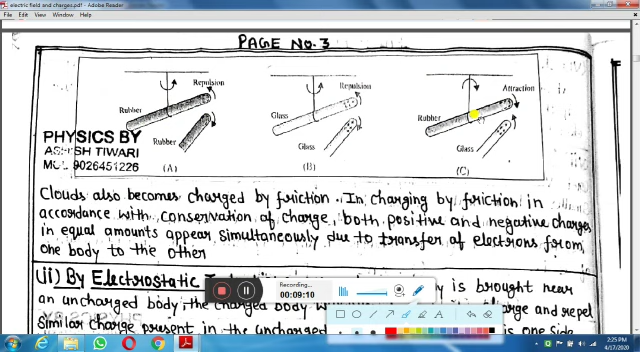 electric field and charges.pdf - Adobe Reader
File Edit View Window Help
PAGE NO.3
Repulsion
Rubber
Rubber
(A)
Repulsion
Glass
Glass
(B)
Attraction
Rubber
Glass
(C)
PHYSICS BY
ASHISH TIWARI
MOB. 9026451226
Clouds also becomes charged by friction. In charging by friction in
accordance with conservation of charge, both positive and negative charges
in equal amounts appear simultaneously due to transfer of electrons from
one body to the other
(ii) By Electrostatic y is brought near
an uncharged body, the charged body charge and repel
similar charge present in the uncharged is one side
Recording...
00:09:10
2:25 PM
4/17/2020